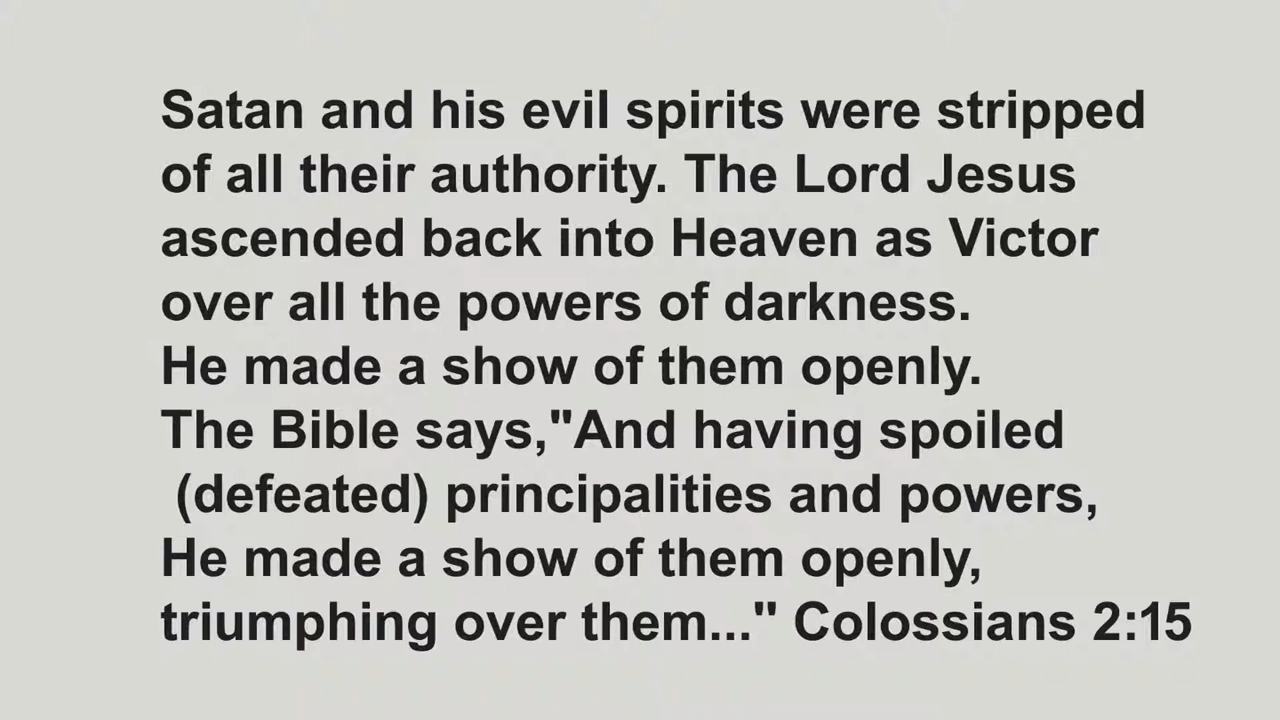 Satan and his evil spirits were stripped
of all their authority. The Lord Jesus
ascended back into Heaven as Victor
over all the powers of darkness.
He made a show of them openly.
The Bible says,"And having spoiled
(defeated) principalities and powers,
He made a show of them openly,
triumphing over them..." Colossians 2:15